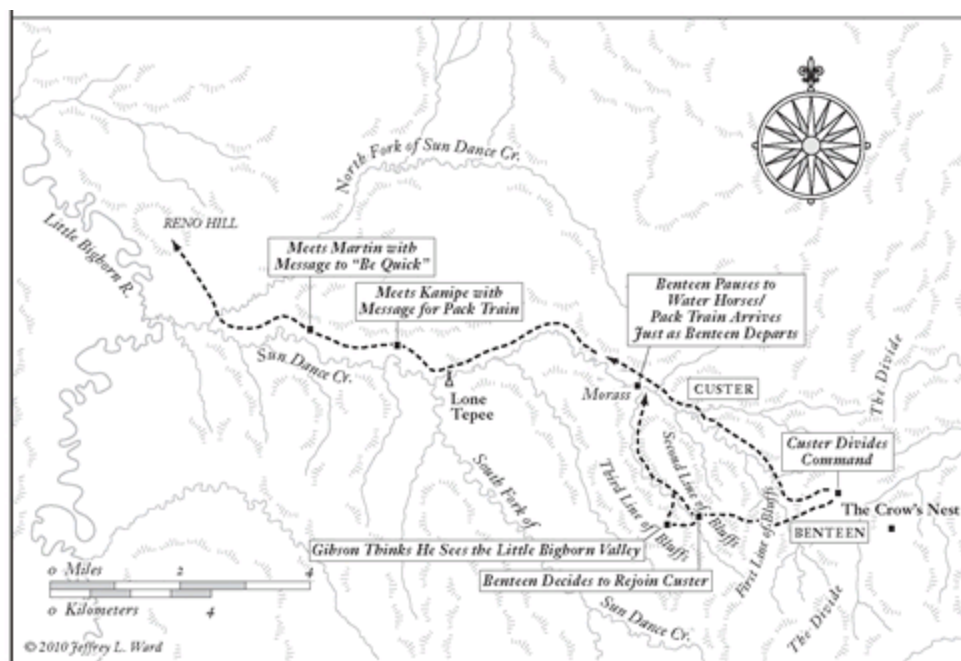 North Fork of Sun Dance Cr.
RENO HILL
Little Bighorn R.
Meets Martin with
Message to “Be Quick”
Meets Kanipe with
Message for Pack Train
Benteen Pauses to
Water Horses/
Pack Train Arrives
Just as Benteen Departs
The Divide
Sun Dance Cr.
Lone
Tepee
Morass
CUSTER
Custer Divides
Command
The Crow's Nest
BENTEEN
South Fork of
Sun Dance Cr.
Third Line of Bluffs
Second Line of Bluffs
First Line of Bluffs
Gibson Thinks He Sees the Little Bighorn Valley
Benteen Decides to Rejoin Custer
The Divide
0 Miles 2 4
0 Kilometers 4
© 2010 Jeffrey L. Ward